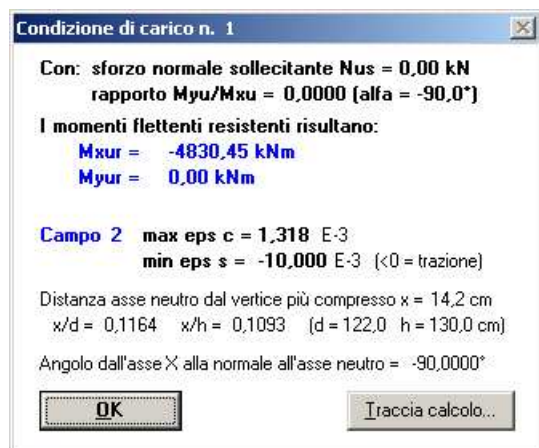 Condizione di carico n. 1
Con: sforzo normale sollecitante Nus = 0,00 kN
rapporto Myu/Mxu = 0,0000 (alfa = -90,0°)
I momenti flettenti resistenti risultano:
Mxur = -4830,45 kNm
Myur = 0,00 kNm
Campo 2 max eps c = 1,318 E-3
min eps s = -10,000 E-3 (<0 = trazione)
Distanza asse neutro dal vertice più compresso x = 14,2 cm
x/d = 0,1164 x/h = 0,1093 (d = 122,0 h = 130,0 cm)
Angolo dall'asse X alla normale all'asse neutro = -90,0000°
OK Traccia calcolo...